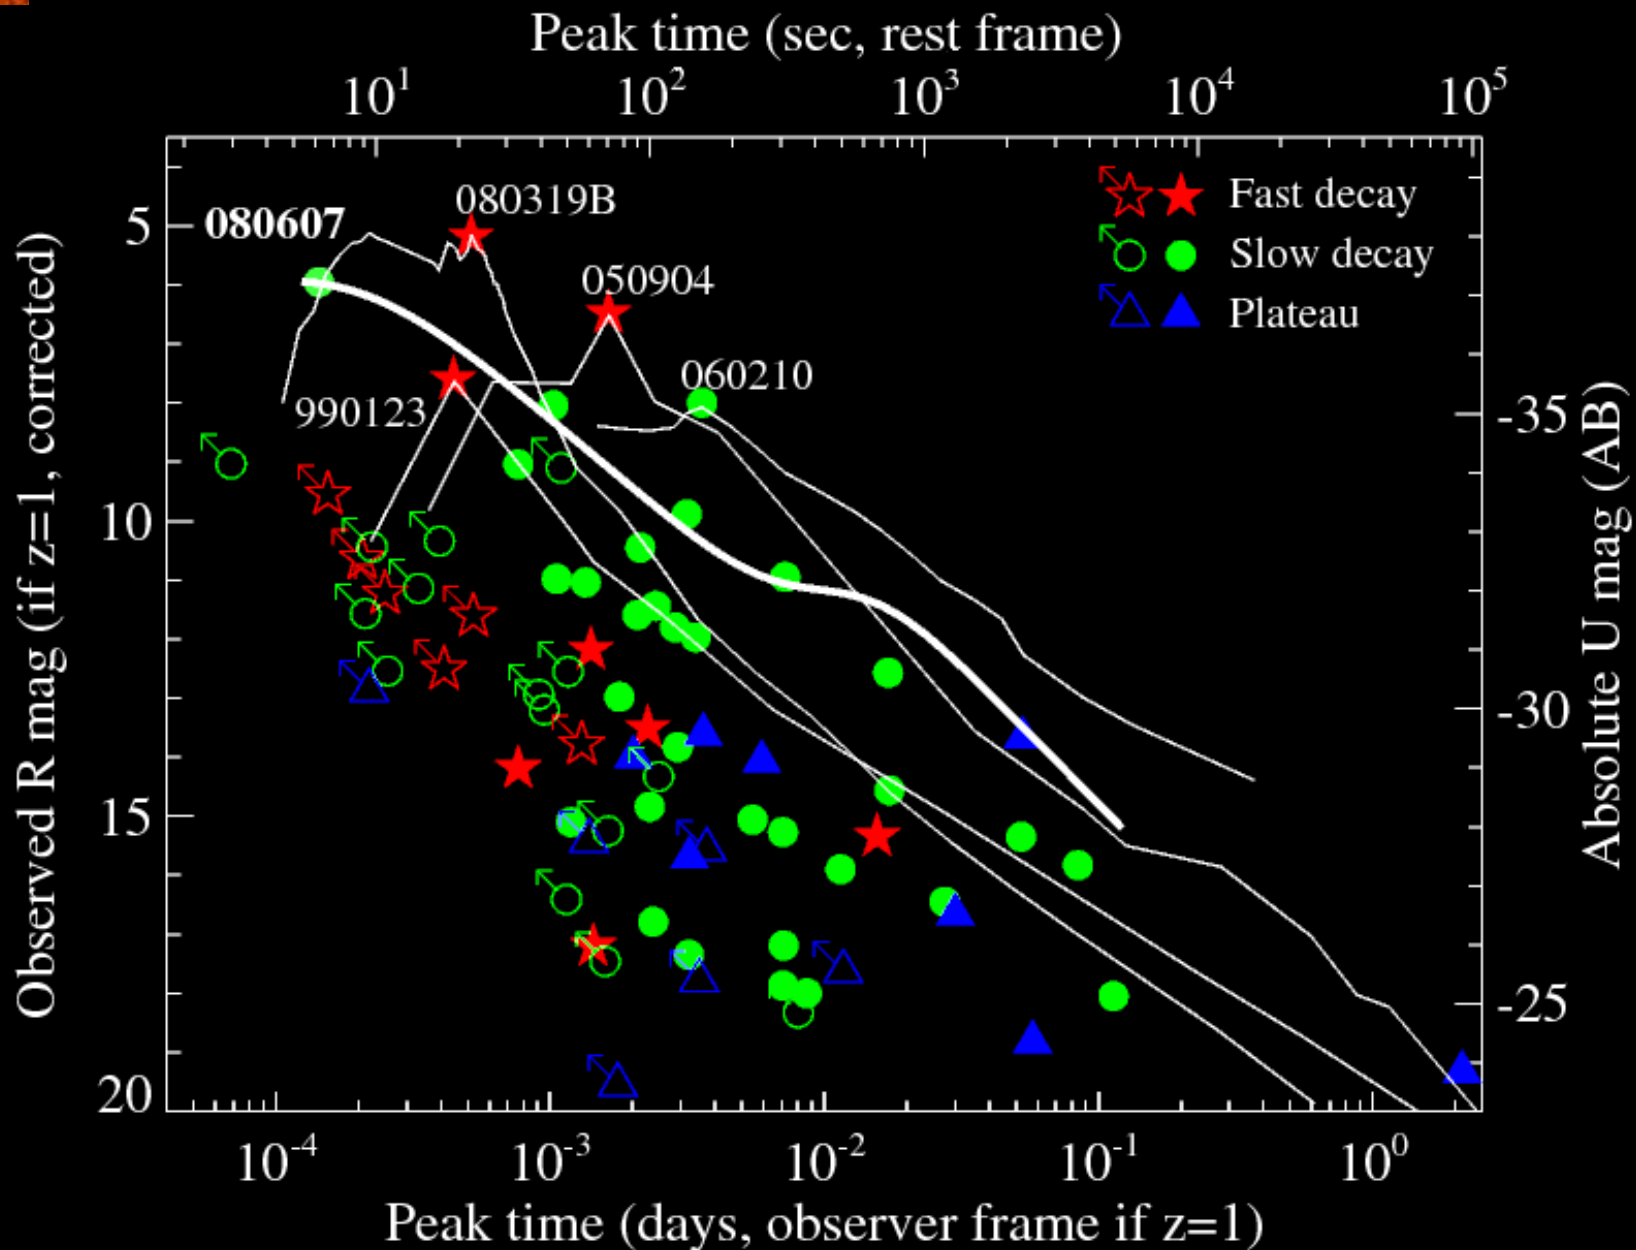 Peak time (sec, rest frame)
10¹ 10² 10³ 10⁴ 10⁵
Fast decay
Slow decay
Plateau
080607
080319B
050904
060210
990123
Observed R mag (if z=1, corrected)
5
10
15
20
Absolute U mag (AB)
-35
-30
-25
10⁻⁴ 10⁻³ 10⁻² 10⁻¹ 10⁰
Peak time (days, observer frame if z=1)